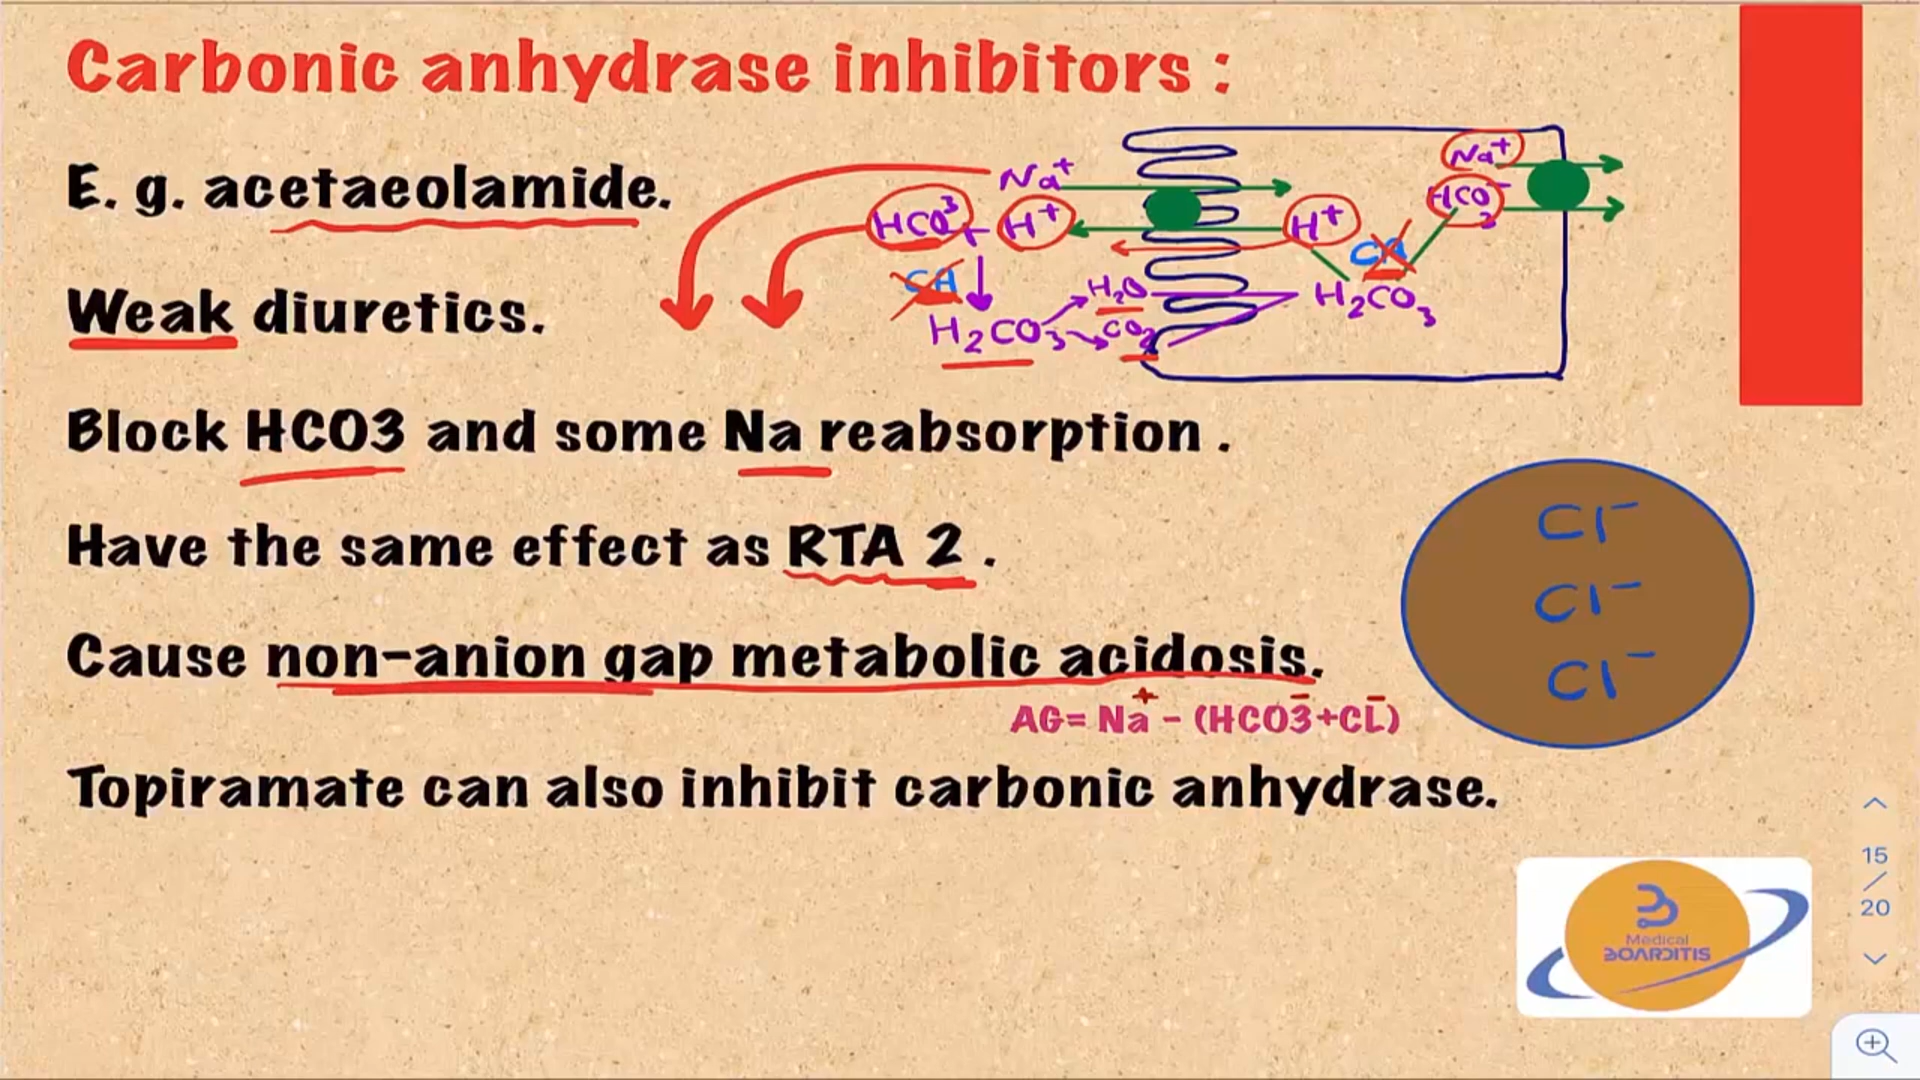 Carbonic anhydrase inhibitors :
E. g. acetaeolamide.
Na+
Na+
HCO3 + H+
H+
HCO3-
CA
CA
H2O
H2CO3
H2CO3
CO2
Weak diuretics.
Block HCO3 and some Na reabsorption .
Have the same effect as RTA 2 .
Cl-
Cl-
Cl-
Cause non-anion gap metabolic acidosis.
AG= Na+ - (HCO3-+CL-)
Topiramate can also inhibit carbonic anhydrase.
15
/
20
Medical
BOARDITIS